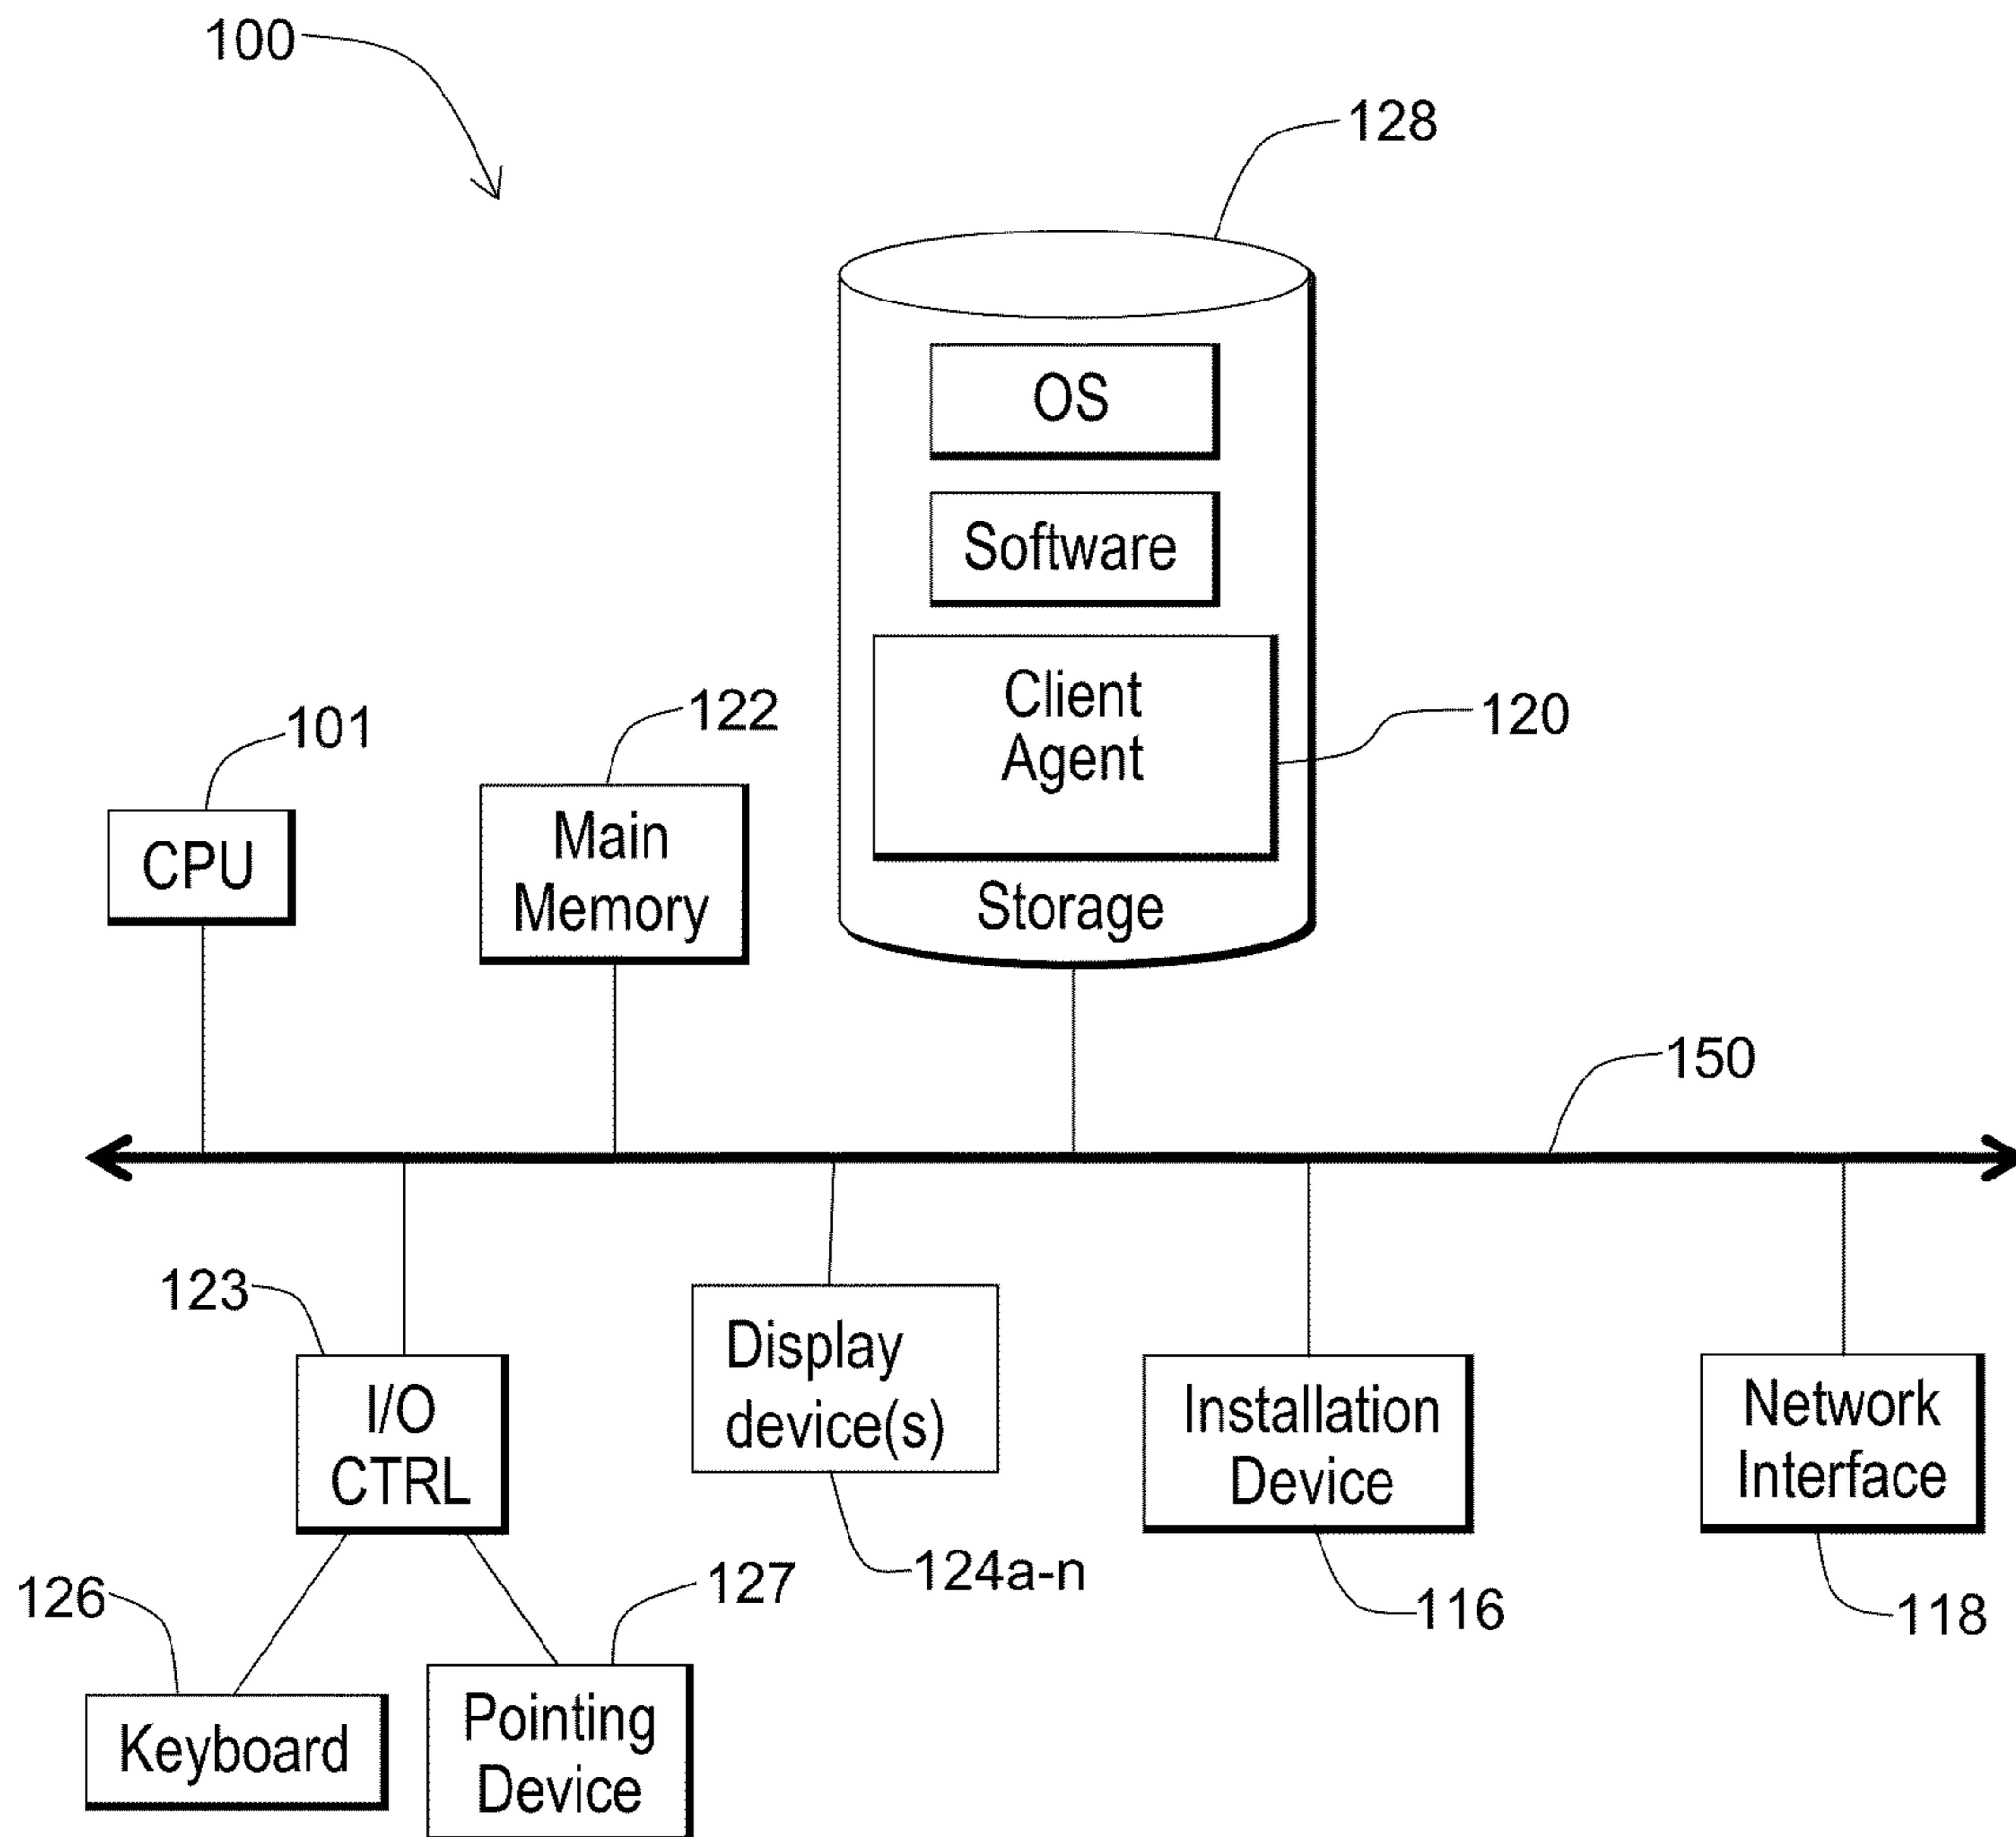 100
128
OS
Software
Client
Agent
120
Storage
122
101
Main
Memory
CPU
150
123
I/O
CTRL
Display
device(s)
124a-n
Installation
Device
116
Network
Interface
118
126
Keyboard
127
Pointing
Device